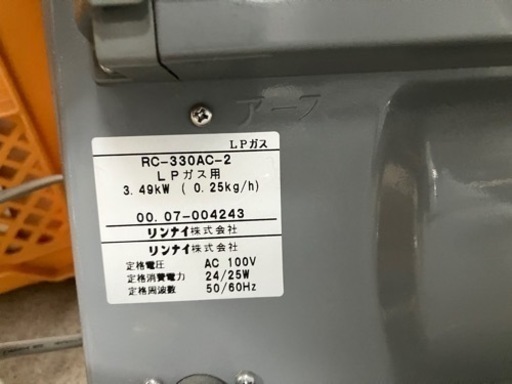 アース
LPガス
RC-330AC-2
LPガス用
3.49kW ( 0.25kg/h)
00.07-004243
リンナイ株式会社
リンナイ株式会社
定格電圧 AC 100V
定格消費電力 24/25W
定格周波数 50/60Hz